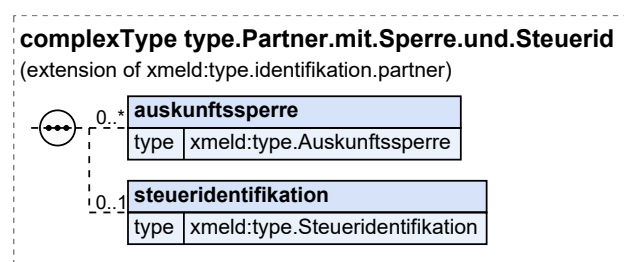 complexType type.Partner.mit.Sperre.und.Steuerid
(extension of xmeld:type.identifikation.partner)
0..* auskunftssperre
type xmeld:type.Auskunftssperre
0..1 steueridentifikation
type xmeld:type.Steueridentifikation